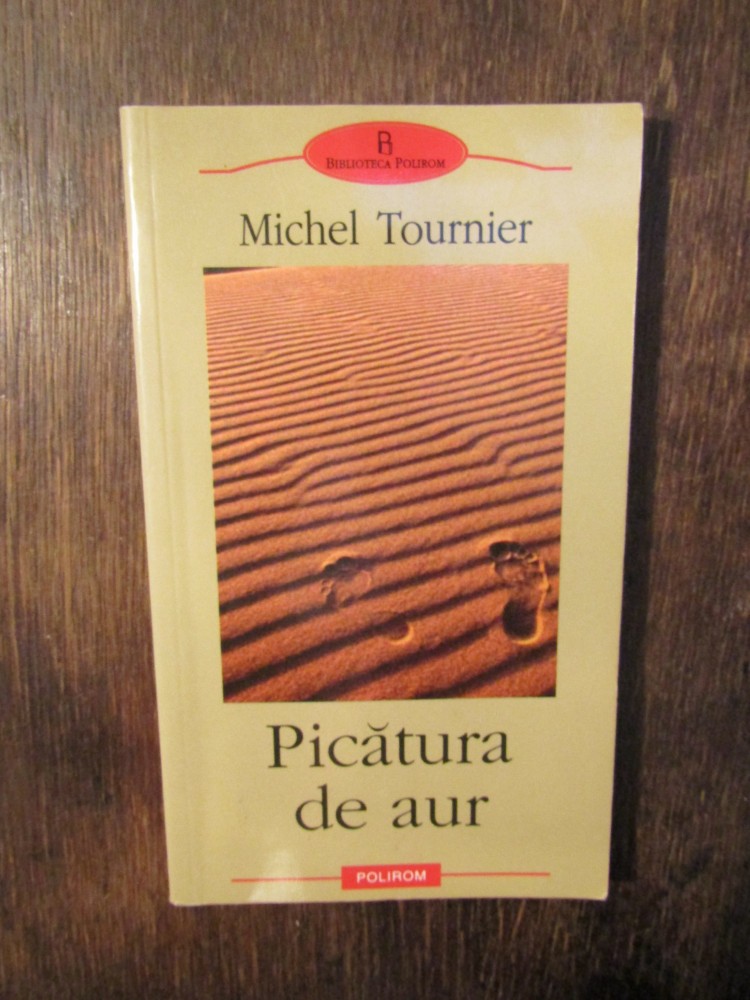 BIBLIOTECA POLIROM
Michel Tournier
Picătura
de aur
POLIROM